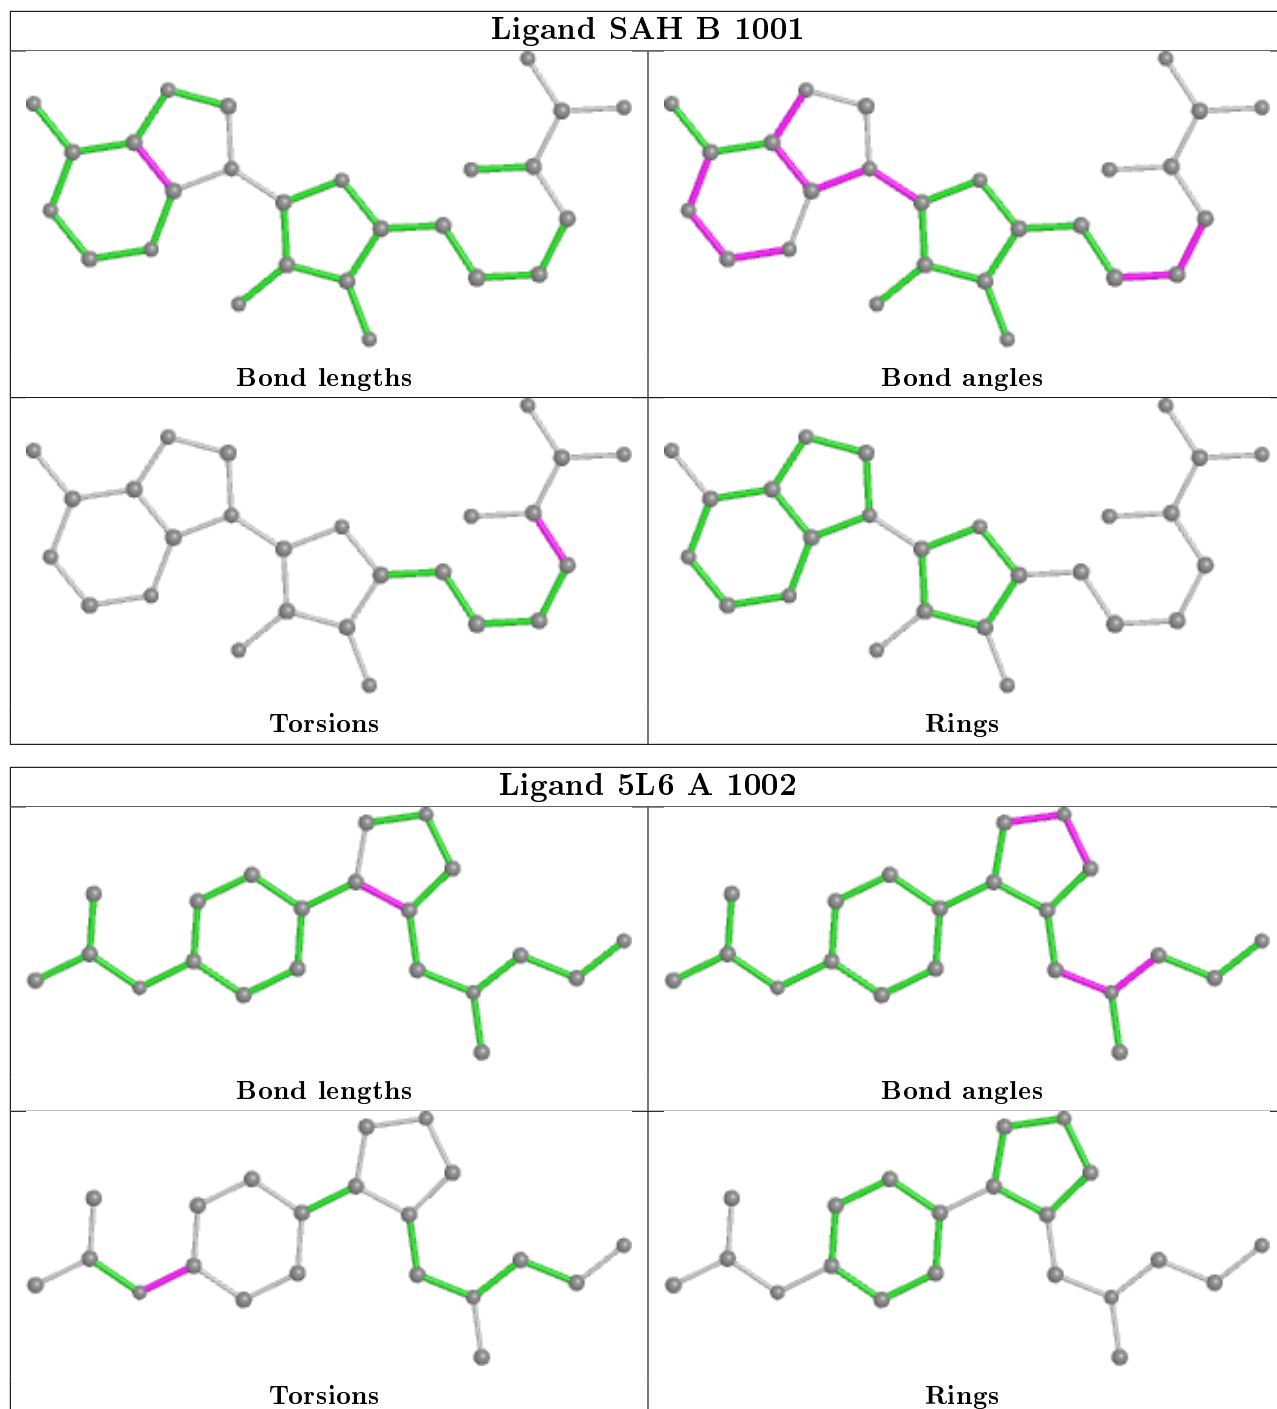 Ligand SAH B 1001
Bond lengths
Bond angles
Torsions
Rings
Ligand 5L6 A 1002
Bond lengths
Bond angles
Torsions
Rings